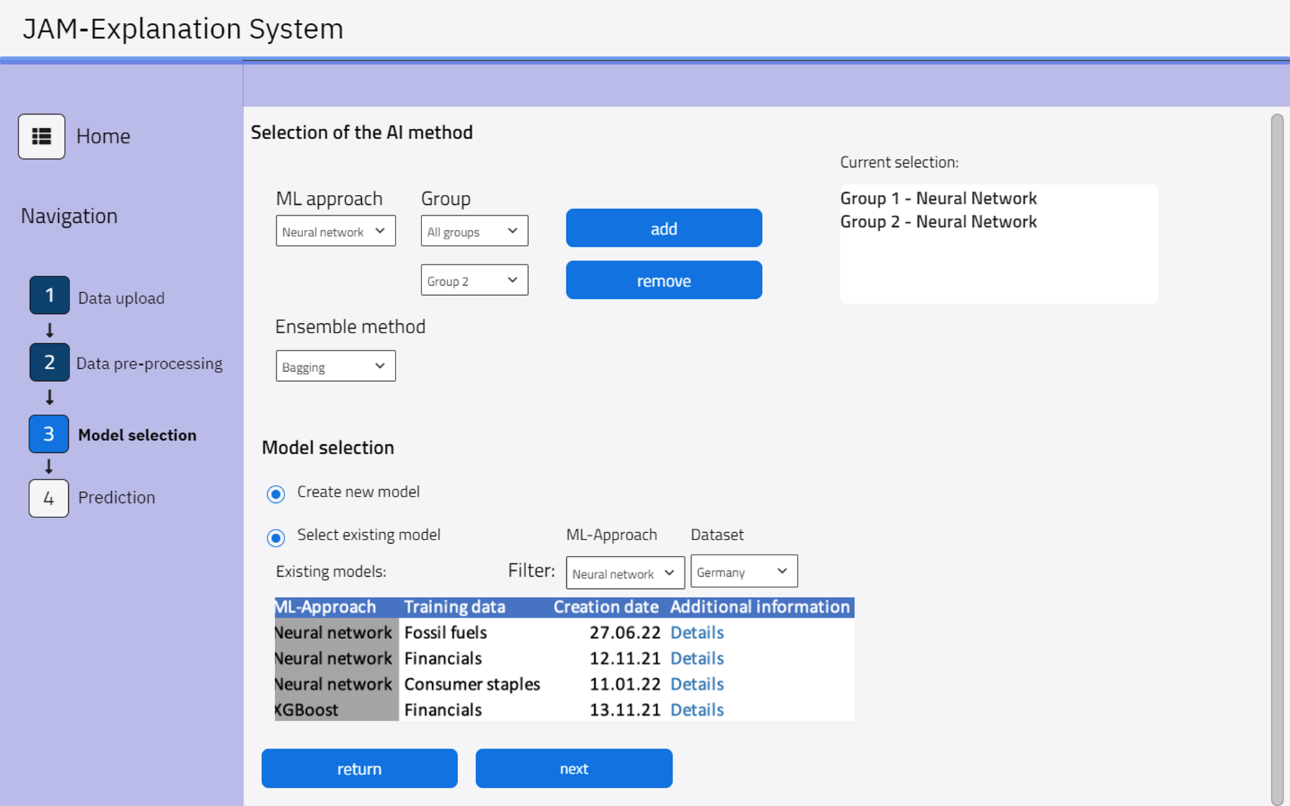 JAM-Explanation System
Home
Navigation
1 Data upload
2 Data pre-processing
3 Model selection
4 Prediction
Selection of the AI method
Current selection:
ML approach Group
Neural network All groups add
Group 2 remove
Group 1 - Neural Network
Group 2 - Neural Network
Ensemble method
Bagging
Model selection
Create new model
Select existing model ML-Approach Dataset
Existing models: Filter: Neural network Germany
ML-Approach Training data Creation date Additional information
Neural network Fossil fuels 27.06.22 Details
Neural network Financials 12.11.21 Details
Neural network Consumer staples 11.01.22 Details
XGBoost Financials 13.11.21 Details
return next